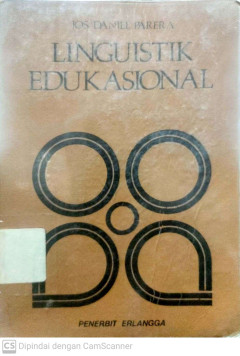 JOS DANIEL PARERA
LINGUISTIK
EDUKASIONAL
PENERBIT ERLANGGA
CS Dipindai dengan CamScanner